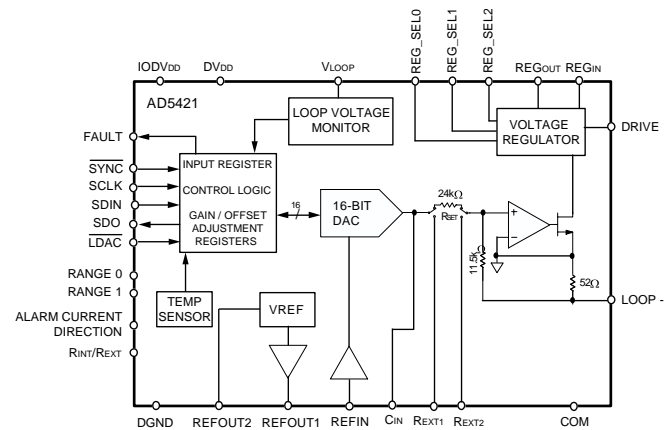 REG_SEL0
REG_SEL1
REG_SEL2
IODVDD
DVDD
VLOOP
REGOUT
REGIN
AD5421
LOOP VOLTAGE
MONITOR
VOLTAGE
REGULATOR
DRIVE
FAULT
SYNC
SCLK
SDIN
SDO
LDAC
INPUT REGISTER
CONTROL LOGIC
GAIN / OFFSET
ADJUSTMENT
REGISTERS
16
16-BIT
DAC
24kΩ
RSET
+
–
11.5kΩ
52Ω
LOOP -
RANGE 0
RANGE 1
ALARM CURRENT
DIRECTION
RINT/REXT
TEMP
SENSOR
VREF
DGND
REFOUT2
REFOUT1
REFIN
CIN
REXT1
REXT2
COM